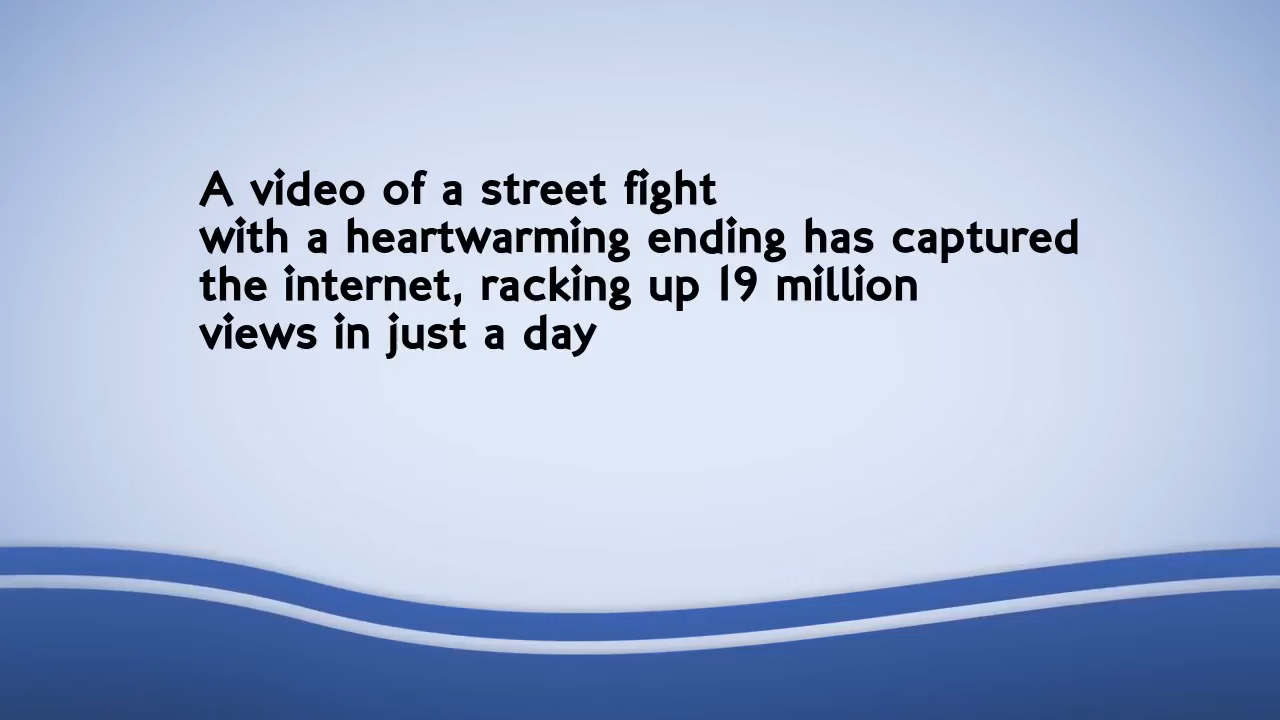 A video of a street fight
with a heartwarming ending has captured
the internet, racking up 19 million
views in just a day